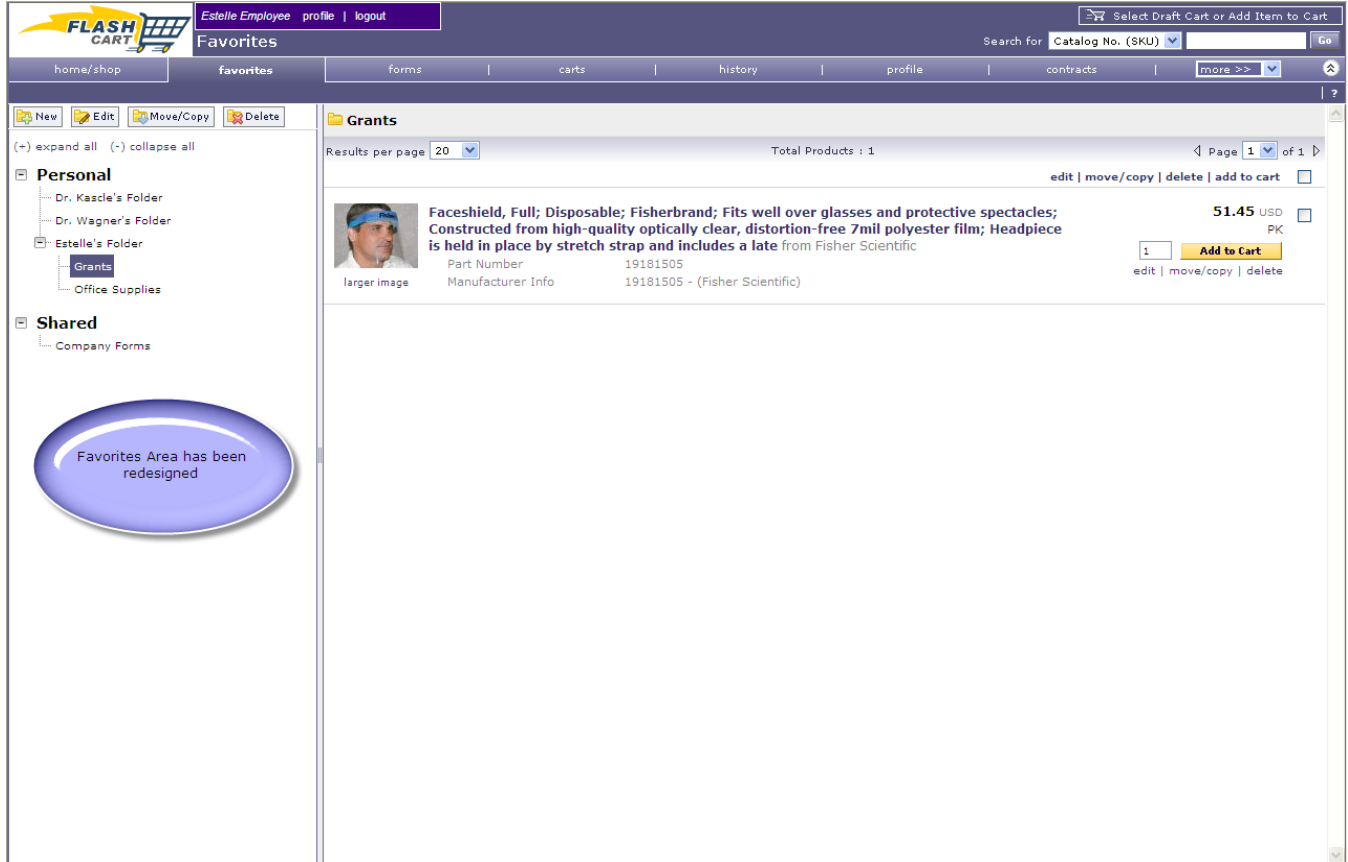 FLASH
CART
Estelle Employee profile | logout
Select Draft Cart or Add Item to Cart
Favorites
Search for Catalog No. (SKU) Go
home/shop favorites forms | carts | history | profile | contracts | more >>
| ?
New Edit Move/Copy Delete
(+) expand all (-) collapse all
Personal
Dr. Kascle's Folder
Dr. Wagner's Folder
Estelle's Folder
Grants
Office Supplies
Shared
Company Forms
Favorites Area has been
redesigned
Grants
Results per page 20 Total Products : 1 Page 1 of 1
edit | move/copy | delete | add to cart
Faceshield, Full; Disposable; Fisherbrand; Fits well over glasses and protective spectacles;
Constructed from high-quality optically clear, distortion-free 7mil polyester film; Headpiece
is held in place by stretch strap and includes a late from Fisher Scientific
Part Number 19181505
Manufacturer Info 19181505 - (Fisher Scientific)
larger image
51.45 USD
PK
1 Add to Cart
edit | move/copy | delete